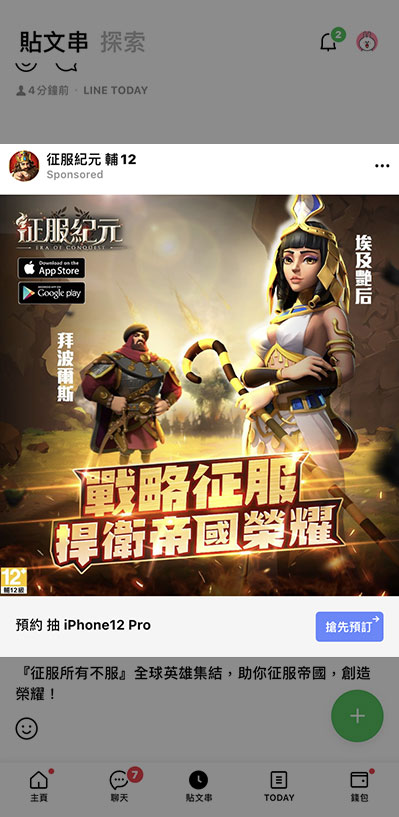 貼文串 探索
2
4分鐘前 · LINE TODAY
征服紀元 輔12
Sponsored
征服紀元
ERA OF CONQUEST
Download on the
App Store
GET IT ON
Google play
埃及艷后
拜波爾斯
戰略征服
捍衛帝國榮耀
12+
輔12級
預約 抽 iPhone12 Pro
搶先預訂
『征服所有不服』全球英雄集結，助你征服帝國，創造
榮耀！
7
主頁
聊天
貼文串
TODAY
錢包